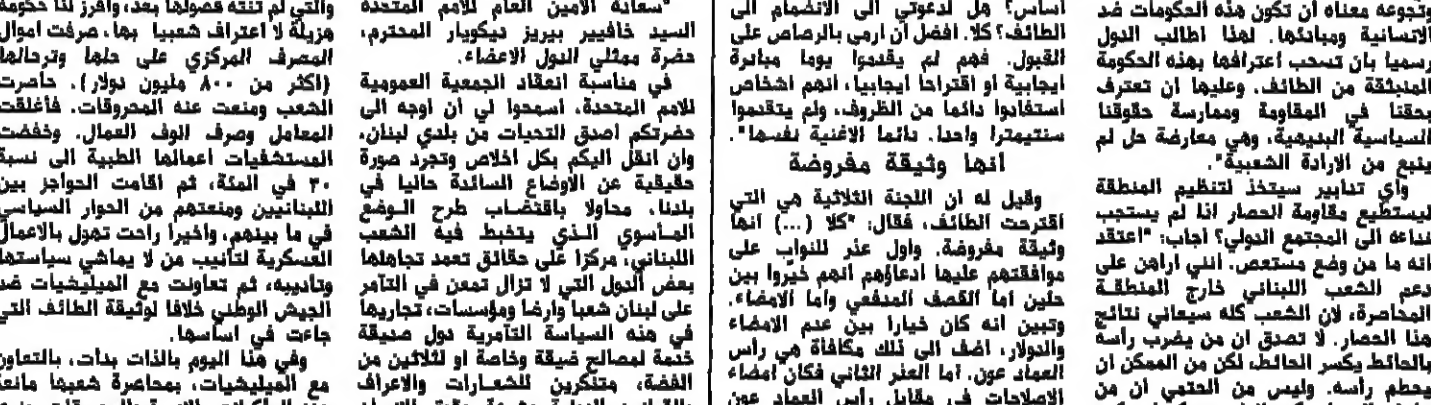 وتجوعه معناه ان تكون هذه الحكومات ضد
الانسانية ومبادئها. لهذا اطالب الدول
رسميا بان تسحب اعترافها بهذه الحكومة
المنبثقة من الطائف. وعليها ان تعترف
بحقنا في المقاومة وممارسة حقوقنا
السياسية البديهية، وهي معارضة حل لم
ينبع من الارادة الشعبية".
واي تدابير سيتخذ لتنظيم المنطقة
ليستطيع مقاومة الحصار اذا لم يستجب
نداءه الى المجتمع الدولي؟ اجاب: "اعتقد
انه ما من وضع مستعص. انني اراهن على
دعم الشعب اللبناني خارج المنطقة
المحاصرة، لان الشعب كله سيعاني نتائج
هذا الحصار. لا تصدق ان من يضرب رأسه
بالحائط يكسر الحائط، لكن من الممكن ان
يحطم رأسه. وليس من الحتمي ان من
اساس؟ هل لدعوتي الى الانضمام الى
الطائف؟ كلا. افضل أن ارمي بالرصاص على
القبول. فهم لم يقدموا يوما مبادرة
ايجابية او اقتراحا ايجابيا، انهم اشخاص
استفادوا دائما من الظروف، ولم يتقدموا
سنتيمترا واحدا. دائما الاغنية نفسها".
انها وثيقة مفروضة
وقيل له ان اللجنة الثلاثية هي التي
اقترحت الطائف، فقال: "كلا (...) انها
وثيقة مفروضة. واول عذر للنواب على
موافقتهم عليها ادعاؤهم انهم خيّروا بين
حلين اما القصف المدفعي واما الامضاء.
وتبين انه كان خيارا بين عدم الامضاء
والدولار، اضف الى ذلك مكافأة هي رأس
العماد عون. اما العذر الثاني فكان امضاء
الاصلاحات في مقابل رأس العماد عون
"سعادة الامين العام للامم المتحدة
السيد خافيير بيريز ديكويار المحترم،
حضرة ممثلي الدول الاعضاء.
في مناسبة انعقاد الجمعية العمومية
للامم المتحدة، اسمحوا لي ان اوجه الى
حضرتكم اصدق التحيات من بلدي لبنان،
وان انقل اليكم بكل اخلاص وتجرد صورة
حقيقية عن الاوضاع السائدة حاليا في
بلدنا. محاولا باقتضاب طرح الوضع
المأسوي الذي يتخبط فيه الشعب
اللبناني، مركزا على حقائق تعمد تجاهلها
بعض الدول التي لا تزال تمعن في التآمر
على لبنان شعبا وارضا ومؤسسات، تجاريها
في هذه السياسة التآمرية دول صديقة
خدمة لمصالح ضيقة وخاصة او لثلاثين من
الفضة، متنكرين للشعارات والاعراف
والتي لم تنته فصولها بعد، وافرز لنا حكومة
هزيلة لا اعتراف شعبيا بها، صرفت اموال
المصرف المركزي على حلها وترحالها
(اكثر من ٨٠٠ مليون دولار). حاصرت
الشعب ومنعت عنه المحروقات. فأغلقت
المعامل وصرف الوف العمال. وخفضت
المستشفيات اعمالها الطبية الى نسبة
٣٠ في المئة، ثم اقامت الحواجز بين
اللبنانيين ومنعتهم من الحوار السياسي
في ما بينهم، واخيرا راحت تهول بالاعمال
العسكرية لتأنيب من لا يماشي سياستها
وتأديبه، ثم تعاونت مع الميليشيات ضد
الجيش الوطني خلافا لوثيقة الطائف التي
جاءت في اساسها.
وفي هذا اليوم بالذات بدأت، بالتعاون
مع الميليشيات، بمحاصرة شعبها مانعة